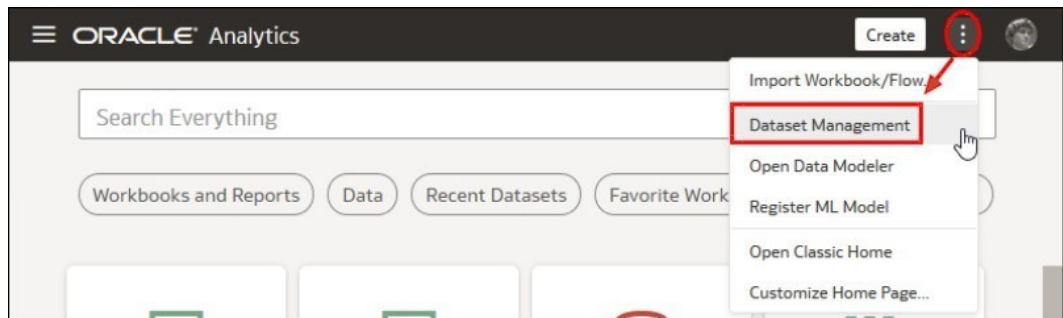 ORACLE Analytics
Create
Import Workbook/Flow...
Search Everything
Dataset Management
Open Data Modeler
Workbooks and Reports
Data
Recent Datasets
Favorite Work
Register ML Model
Open Classic Home
Customize Home Page...